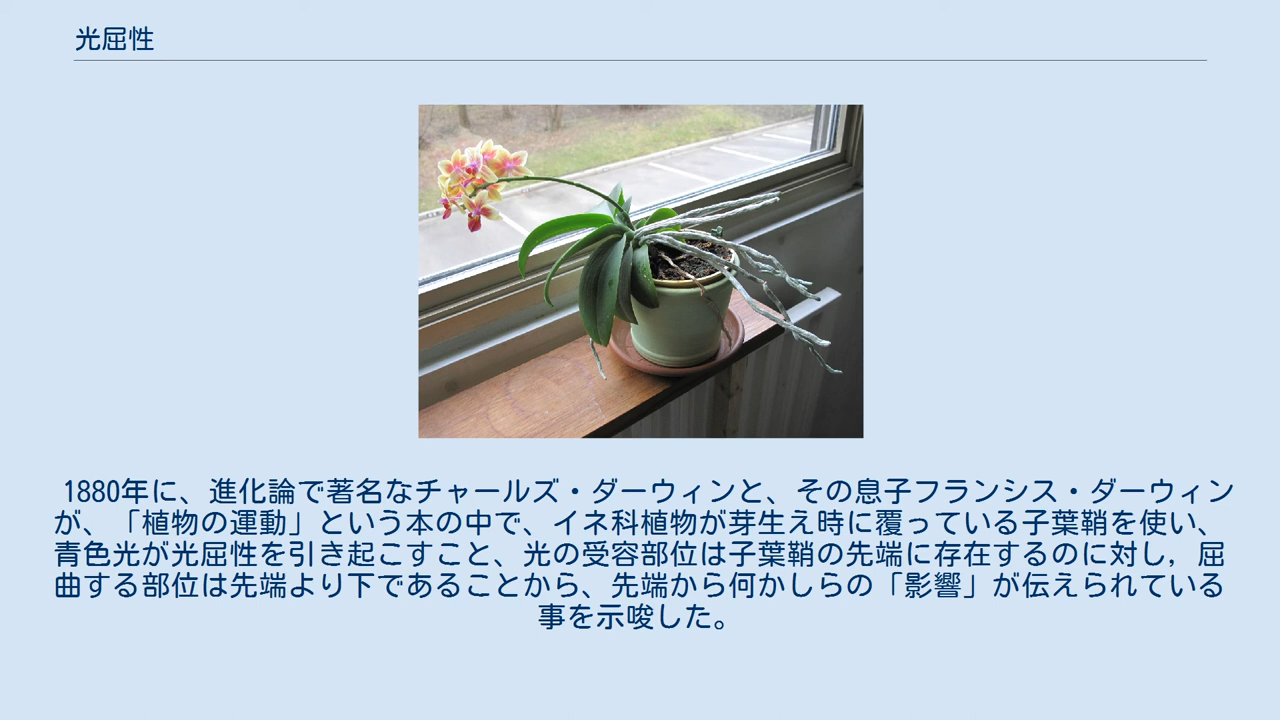 光屈性
1880年に、進化論で著名なチャールズ・ダーウィンと、その息子フランシス・ダーウィン
が、「植物の運動」という本の中で、イネ科植物が芽生え時に覆っている子葉鞘を使い、
青色光が光屈性を引き起こすこと、光の受容部位は子葉鞘の先端に存在するのに対し，屈
曲する部位は先端より下であることから、先端から何かしらの「影響」が伝えられている
事を示唆した。